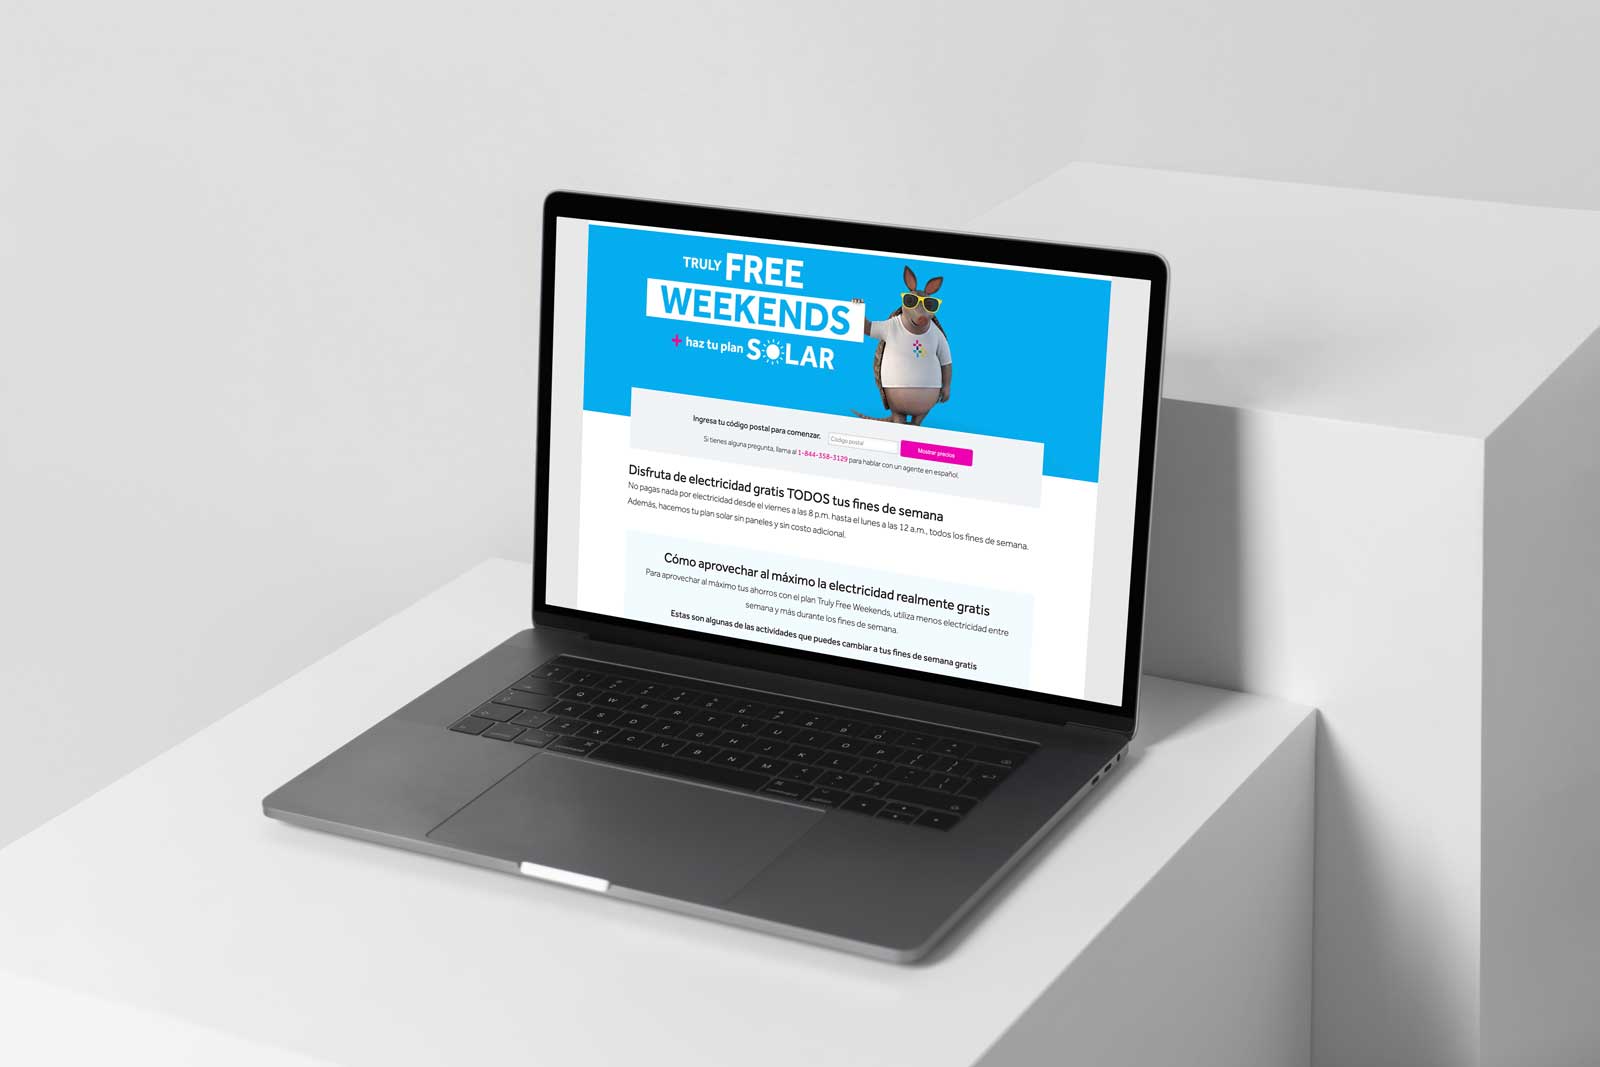 TRULY FREE
WEEKENDS
+ haz tu plan SOLAR
Ingresa tu código postal para comenzar.
Código postal
Mostrar precios
Si tienes alguna pregunta, llama al 1-844-358-3129 para hablar con un agente en español.
Disfruta de electricidad gratis TODOS tus fines de semana
No pagas nada por electricidad desde el viernes a las 8 p.m. hasta el lunes a las 12 a.m., todos los fines de semana.
Además, hacemos tu plan solar sin paneles y sin costo adicional.
Cómo aprovechar al máximo la electricidad realmente gratis
Para aprovechar al máximo tus ahorros con el plan Truly Free Weekends, utiliza menos electricidad entre
semana y más durante los fines de semana.
Estas son algunas de las actividades que puedes cambiar a tus fines de semana gratis
Q W E R T Y U I O P
A S D F G H J K L
Z X C V B N M